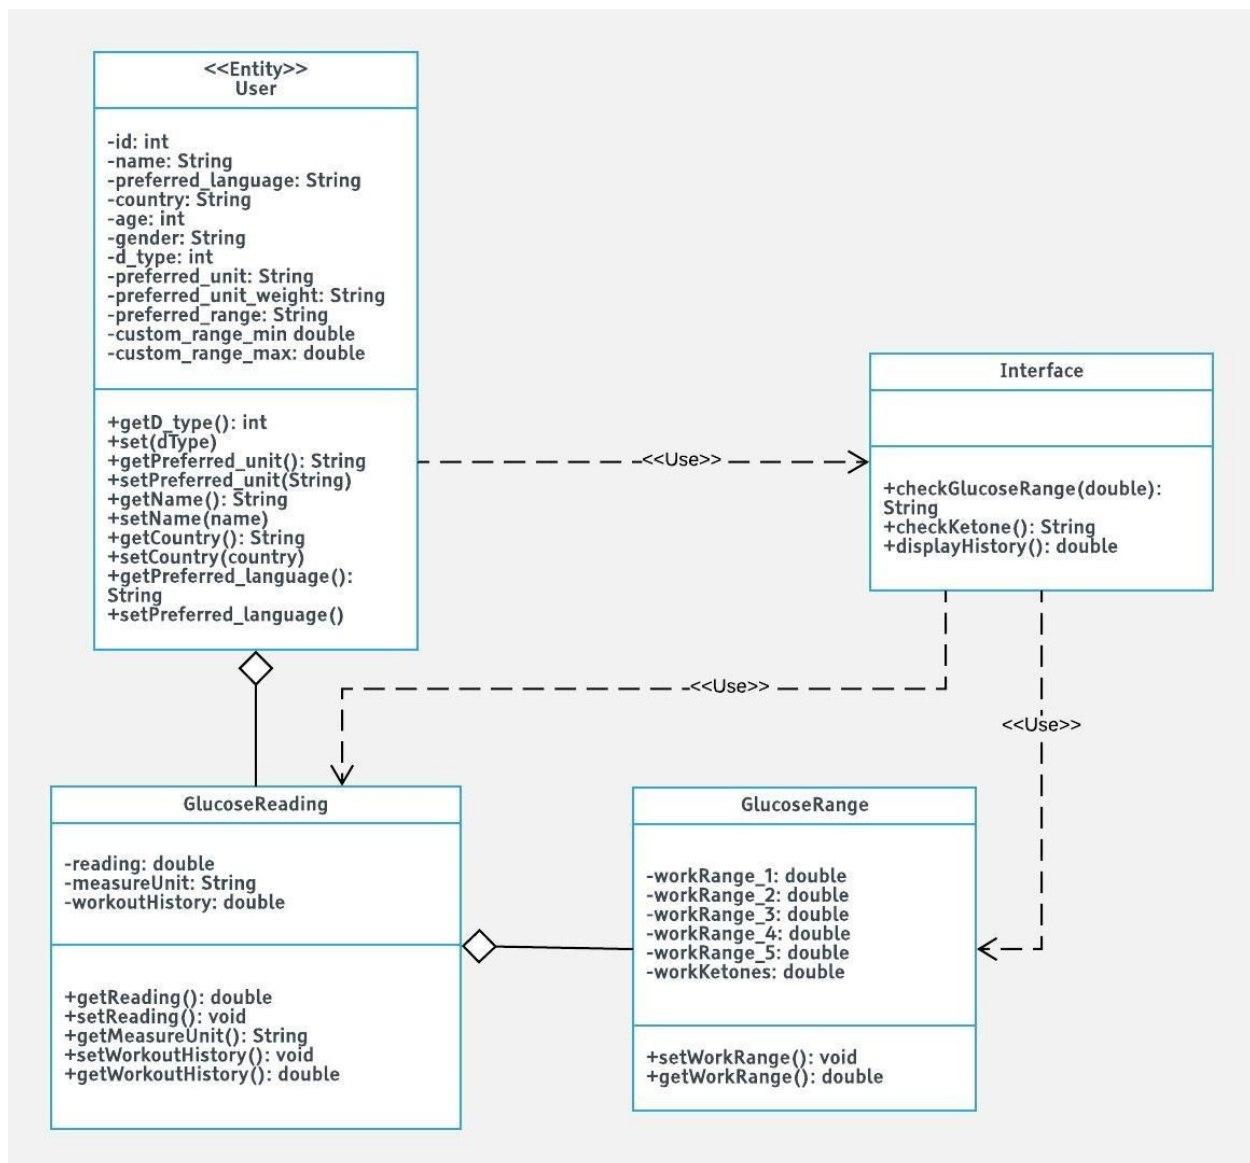 <<Entity>>
User
-id: int
-name: String
-preferred_language: String
-country: String
-age: int
-gender: String
-d_type: int
-preferred_unit: String
-preferred_unit_weight: String
-preferred_range: String
-custom_range_min double
-custom_range_max: double
+getD_type(): int
+set(dType)
+getPreferred_unit(): String
+setPreferred_unit(String)
+getName(): String
+setName(name)
+getCountry(): String
+setCountry(country)
+getPreferred_language():
String
+setPreferred_language()
<<Use>>
Interface
+checkGlucoseRange(double):
String
+checkKetone(): String
+displayHistory(): double
<<Use>>
<<Use>>
GlucoseReading
-reading: double
-measureUnit: String
-workoutHistory: double
+getReading(): double
+setReading(): void
+getMeasureUnit(): String
+setWorkoutHistory(): void
+getWorkoutHistory(): double
GlucoseRange
-workRange_1: double
-workRange_2: double
-workRange_3: double
-workRange_4: double
-workRange_5: double
-workKetones: double
+setWorkRange(): void
+getWorkRange(): double